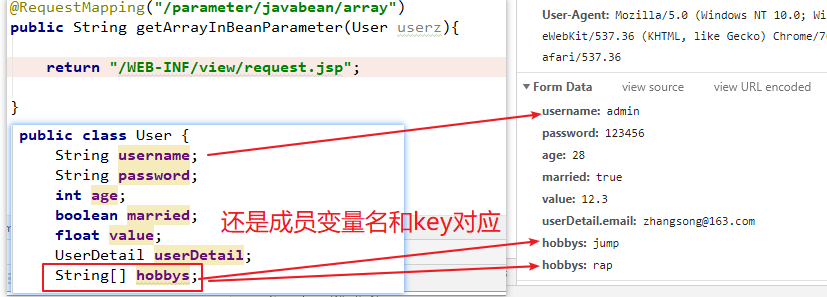 @RequestMapping("/parameter/javabean/array")
public String getArrayInBeanParameter(User userz){
return "/WEB-INF/view/request.jsp";
}
public class User {
String username;
String password;
int age;
boolean married;
float value;
UserDetail userDetail;
String[] hobbys;
还是成员变量名和key对应
User-Agent: Mozilla/5.0 (Windows NT 10.0; Wi
eWebKit/537.36 (KHTML, like Gecko) Chrome/7
afari/537.36
Form Data view source view URL encoded
username: admin
password: 123456
age: 28
married: true
value: 12.3
userDetail.email: zhangsong@163.com
hobbys: jump
hobbys: rap